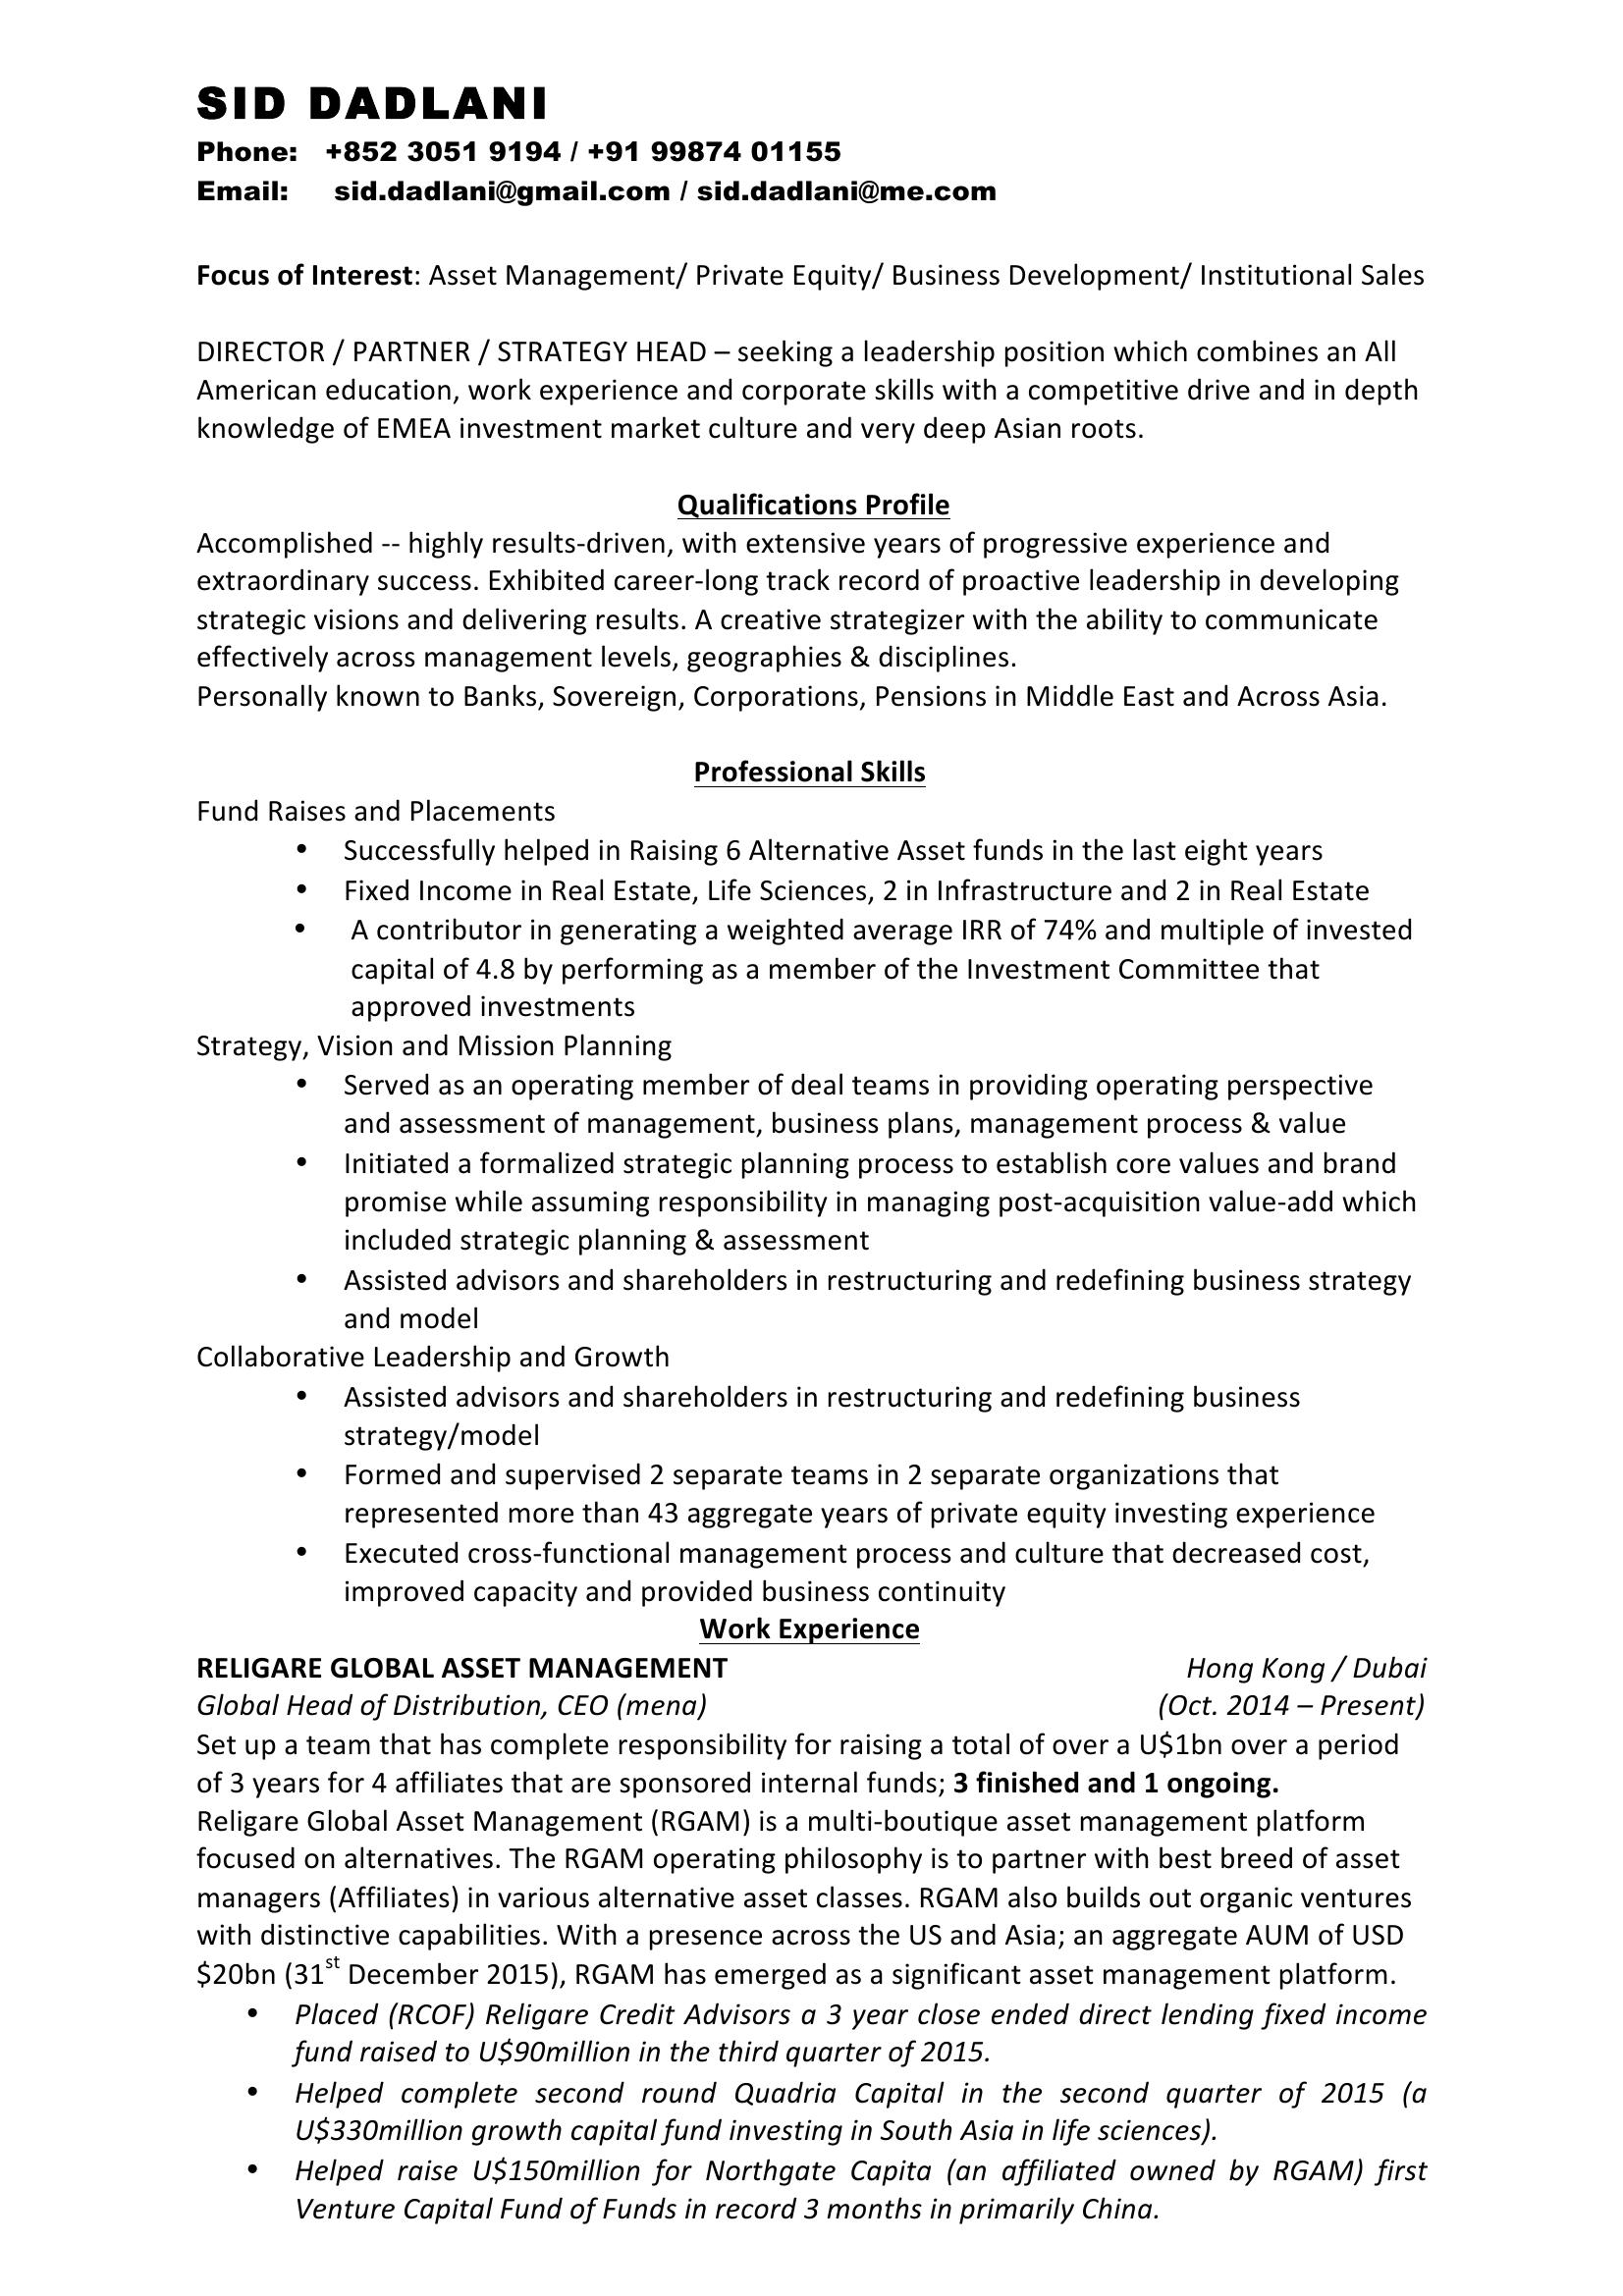 SID DADLANI
Phone: +852 3051 9194 / +91 99874 01155
Email: sid.dadlani@gmail.com / sid.dadlani@me.com
Focus of Interest: Asset Management/ Private Equity/ Business Development/ Institutional Sales
DIRECTOR / PARTNER / STRATEGY HEAD – seeking a leadership position which combines an All
American education, work experience and corporate skills with a competitive drive and in depth
knowledge of EMEA investment market culture and very deep Asian roots.
Qualifications Profile
Accomplished -- highly results-driven, with extensive years of progressive experience and
extraordinary success. Exhibited career-long track record of proactive leadership in developing
strategic visions and delivering results. A creative strategizer with the ability to communicate
effectively across management levels, geographies & disciplines.
Personally known to Banks, Sovereign, Corporations, Pensions in Middle East and Across Asia.
Professional Skills
Fund Raises and Placements
• Successfully helped in Raising 6 Alternative Asset funds in the last eight years
• Fixed Income in Real Estate, Life Sciences, 2 in Infrastructure and 2 in Real Estate
• A contributor in generating a weighted average IRR of 74% and multiple of invested
capital of 4.8 by performing as a member of the Investment Committee that
approved investments
Strategy, Vision and Mission Planning
• Served as an operating member of deal teams in providing operating perspective
and assessment of management, business plans, management process & value
• Initiated a formalized strategic planning process to establish core values and brand
promise while assuming responsibility in managing post-acquisition value-add which
included strategic planning & assessment
• Assisted advisors and shareholders in restructuring and redefining business strategy
and model
Collaborative Leadership and Growth
• Assisted advisors and shareholders in restructuring and redefining business
strategy/model
• Formed and supervised 2 separate teams in 2 separate organizations that
represented more than 43 aggregate years of private equity investing experience
• Executed cross-functional management process and culture that decreased cost,
improved capacity and provided business continuity
Work Experience
RELIGARE GLOBAL ASSET MANAGEMENT Hong Kong / Dubai
Global Head of Distribution, CEO (mena) (Oct. 2014 – Present)
Set up a team that has complete responsibility for raising a total of over a U$1bn over a period
of 3 years for 4 affiliates that are sponsored internal funds; 3 finished and 1 ongoing.
Religare Global Asset Management (RGAM) is a multi-boutique asset management platform
focused on alternatives. The RGAM operating philosophy is to partner with best breed of asset
managers (Affiliates) in various alternative asset classes. RGAM also builds out organic ventures
with distinctive capabilities. With a presence across the US and Asia; an aggregate AUM of USD
$20bn (31st December 2015), RGAM has emerged as a significant asset management platform.
• Placed (RCOF) Religare Credit Advisors a 3 year close ended direct lending fixed income
fund raised to U$90million in the third quarter of 2015.
• Helped complete second round Quadria Capital in the second quarter of 2015 (a
U$330million growth capital fund investing in South Asia in life sciences).
• Helped raise U$150million for Northgate Capita (an affiliated owned by RGAM) first
Venture Capital Fund of Funds in record 3 months in primarily China.